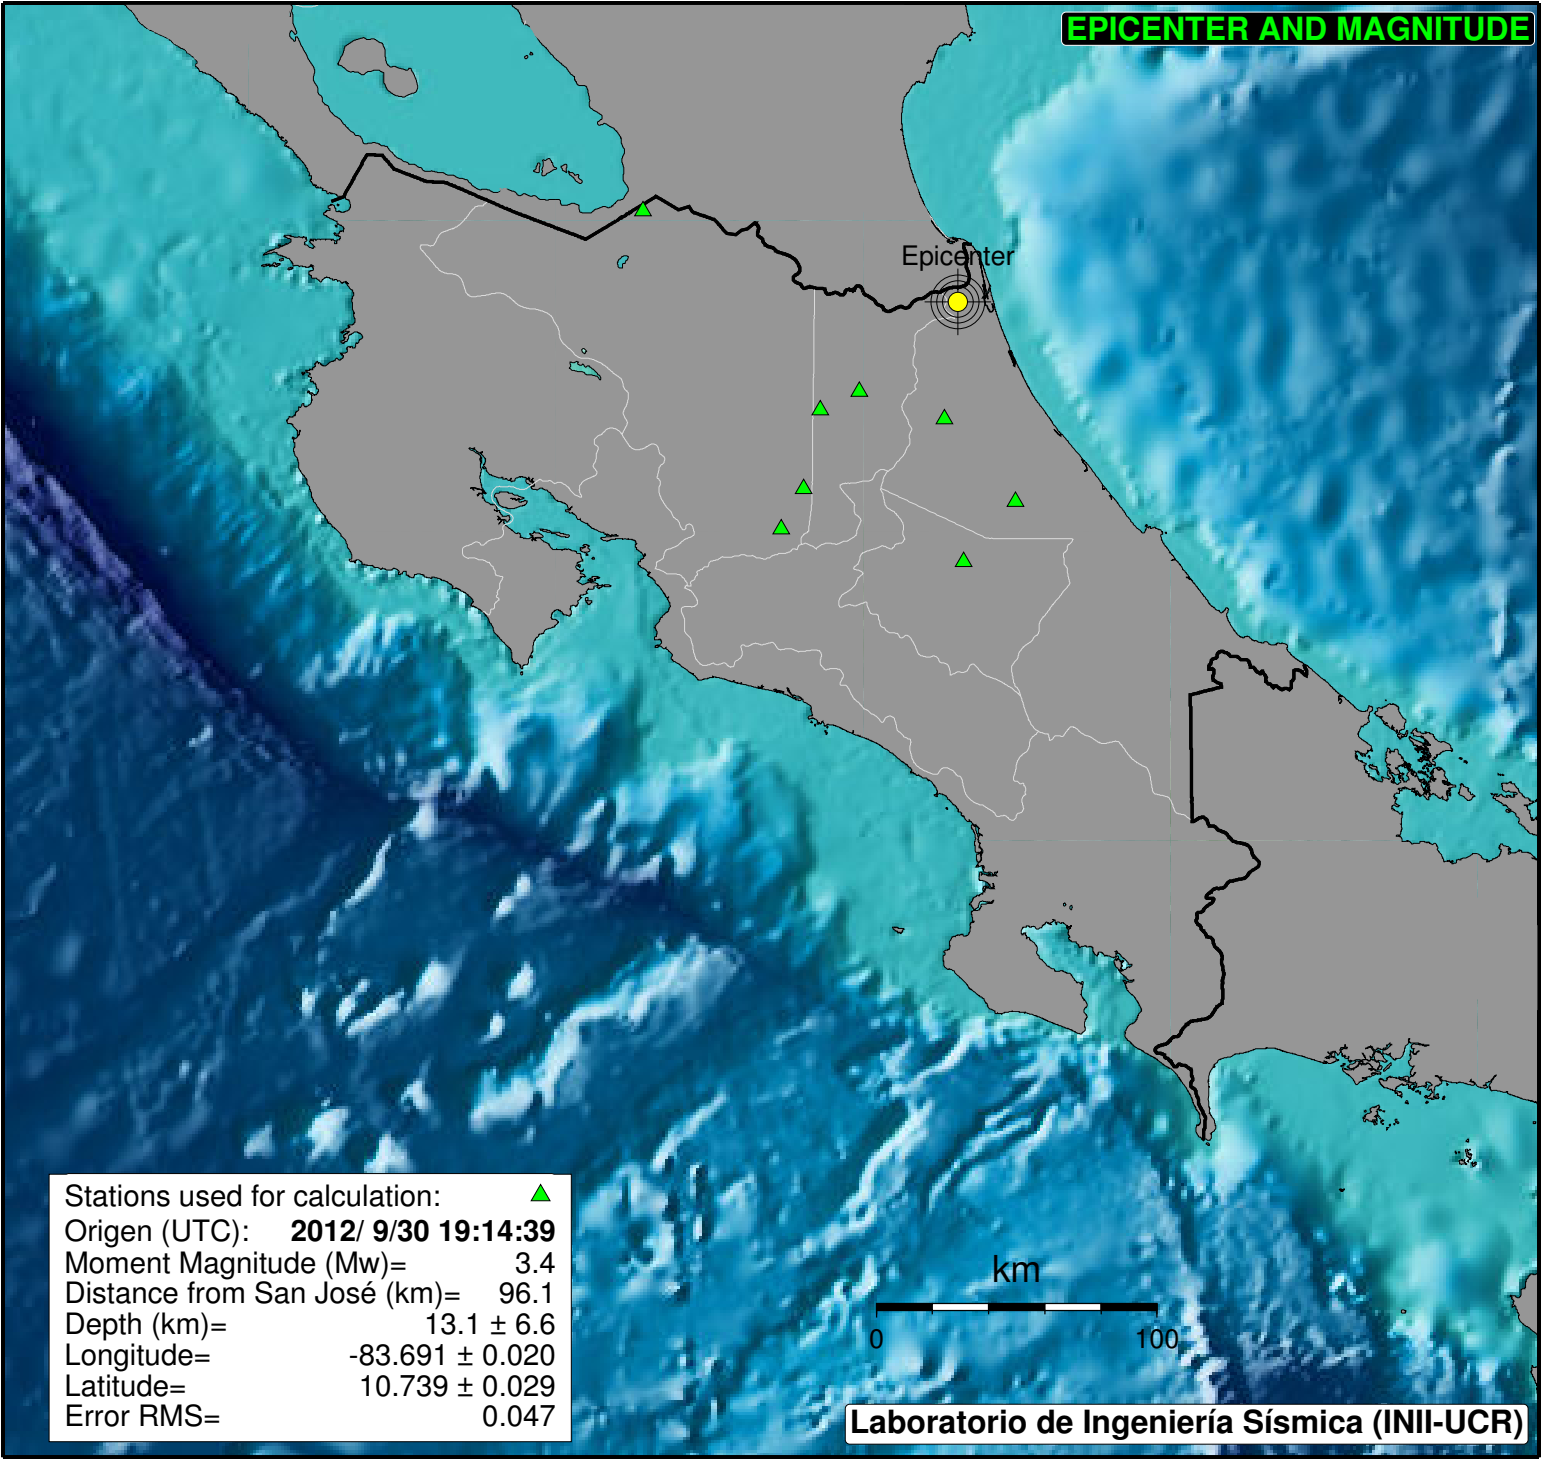 EPICENTER AND MAGNITUDE
Epicenter
Stations used for calculation:
Origen (UTC): 2012/ 9/30 19:14:39
Moment Magnitude (Mw)= 3.4
Distance from San José (km)= 96.1
Depth (km)= 13.1 ± 6.6
Longitude= -83.691 ± 0.020
Latitude= 10.739 ± 0.029
Error RMS= 0.047
km
0 100
Laboratorio de Ingeniería Sísmica (INII-UCR)